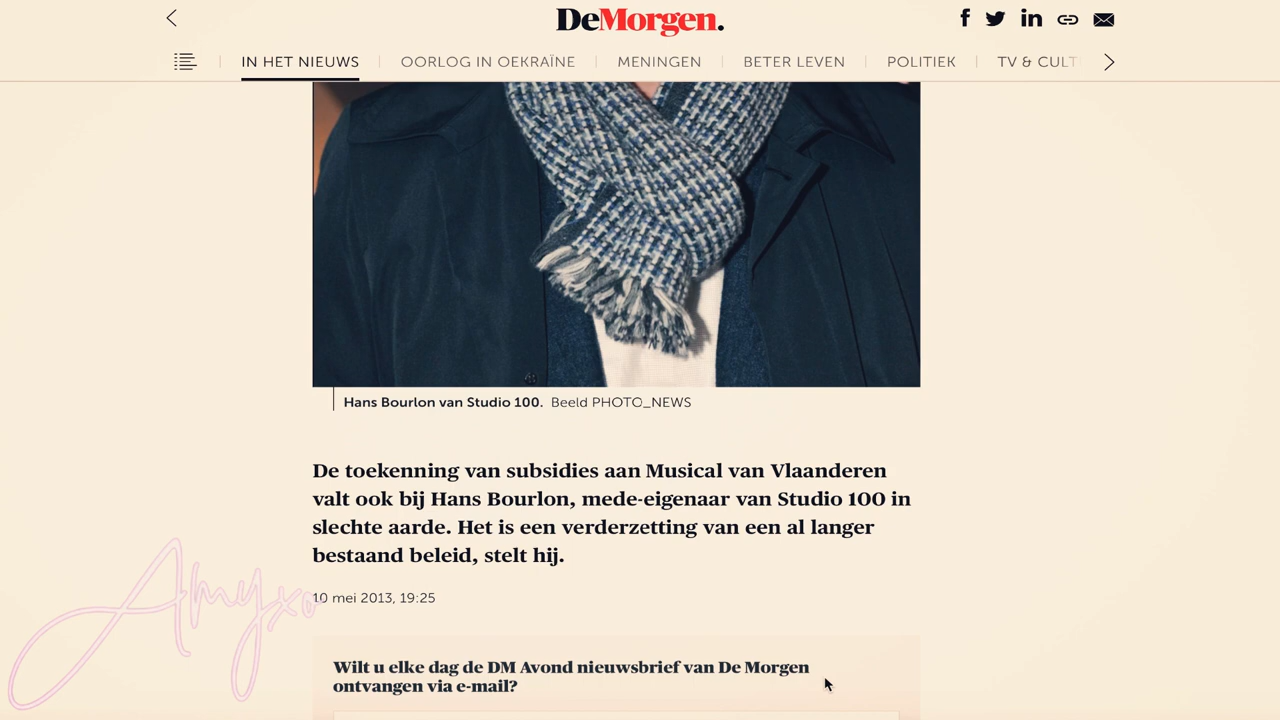 DeMorgen.
IN HET NIEUWS
OORLOG IN OEKRAÏNE
MENINGEN
BETER LEVEN
POLITIEK
TV & CULT
Hans Bourlon van Studio 100. Beeld PHOTO_NEWS
De toekenning van subsidies aan Musical van Vlaanderen
valt ook bij Hans Bourlon, mede-eigenaar van Studio 100 in
slechte aarde. Het is een verderzetting van een al langer
bestaand beleid, stelt hij.
Amyxo
10 mei 2013, 19:25
Wilt u elke dag de DM Avond nieuwsbrief van De Morgen
ontvangen via e-mail?